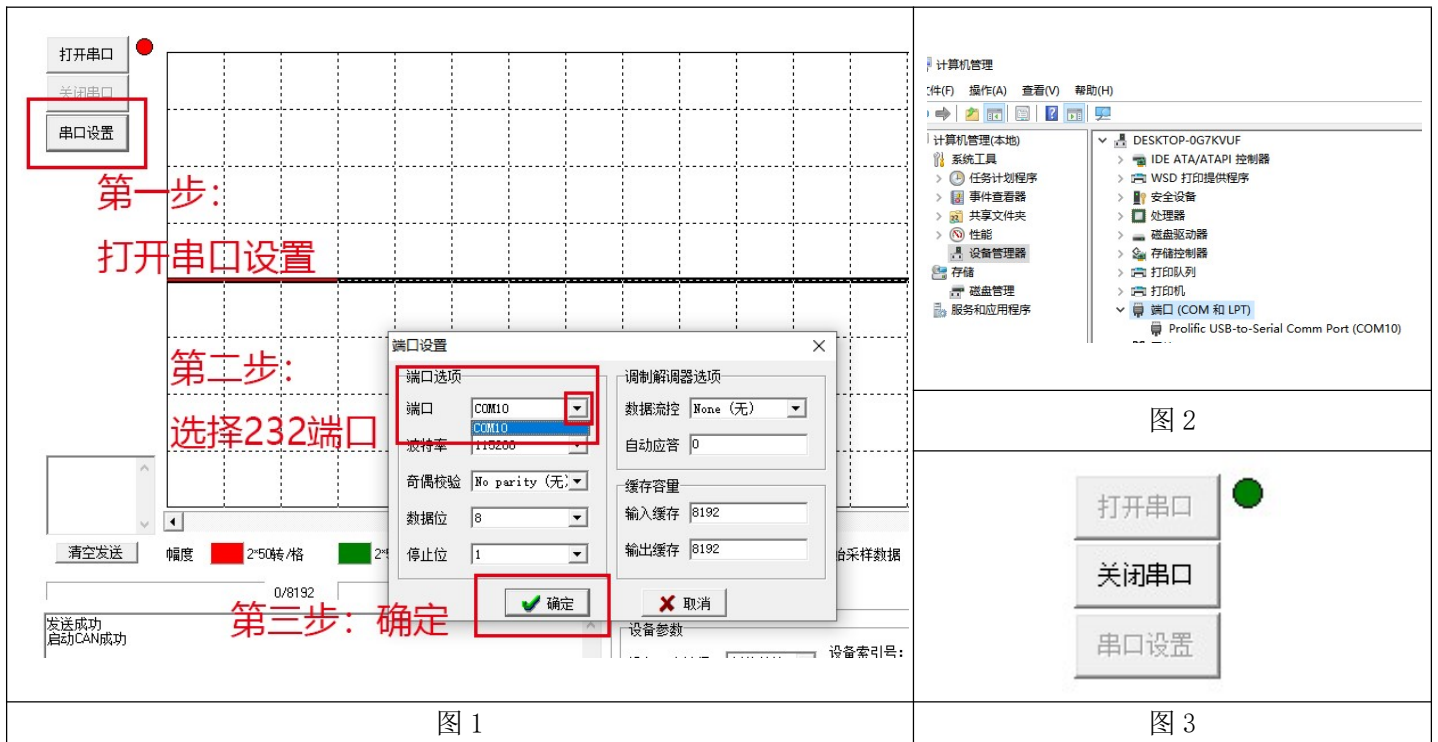 打开串口
关闭串口
串口设置
第一步：
打开串口设置
第二步：
选择232端口
端口设置
端口选项
端口 COM10
COM10
波特率 115200
奇偶校验 No parity (无)
数据位 8
停止位 1
调制解调器选项
数据流控 None (无)
自动应答 0
缓存容量
输入缓存 8192
输出缓存 8192
确定
取消
第三步：确定
清空发送
幅度 2*50转/格
始采样数据
0/8192
发送成功
启动CAN成功
设备参数
设备索引号：
图 1
计算机管理
文件(F) 操作(A) 查看(V) 帮助(H)
计算机管理(本地)
系统工具
任务计划程序
事件查看器
共享文件夹
性能
设备管理器
存储
磁盘管理
服务和应用程序
DESKTOP-0G7KVUF
IDE ATA/ATAPI 控制器
WSD 打印提供程序
安全设备
处理器
磁盘驱动器
存储控制器
打印队列
打印机
端口 (COM 和 LPT)
Prolific USB-to-Serial Comm Port (COM10)
图 2
打开串口
关闭串口
串口设置
图 3